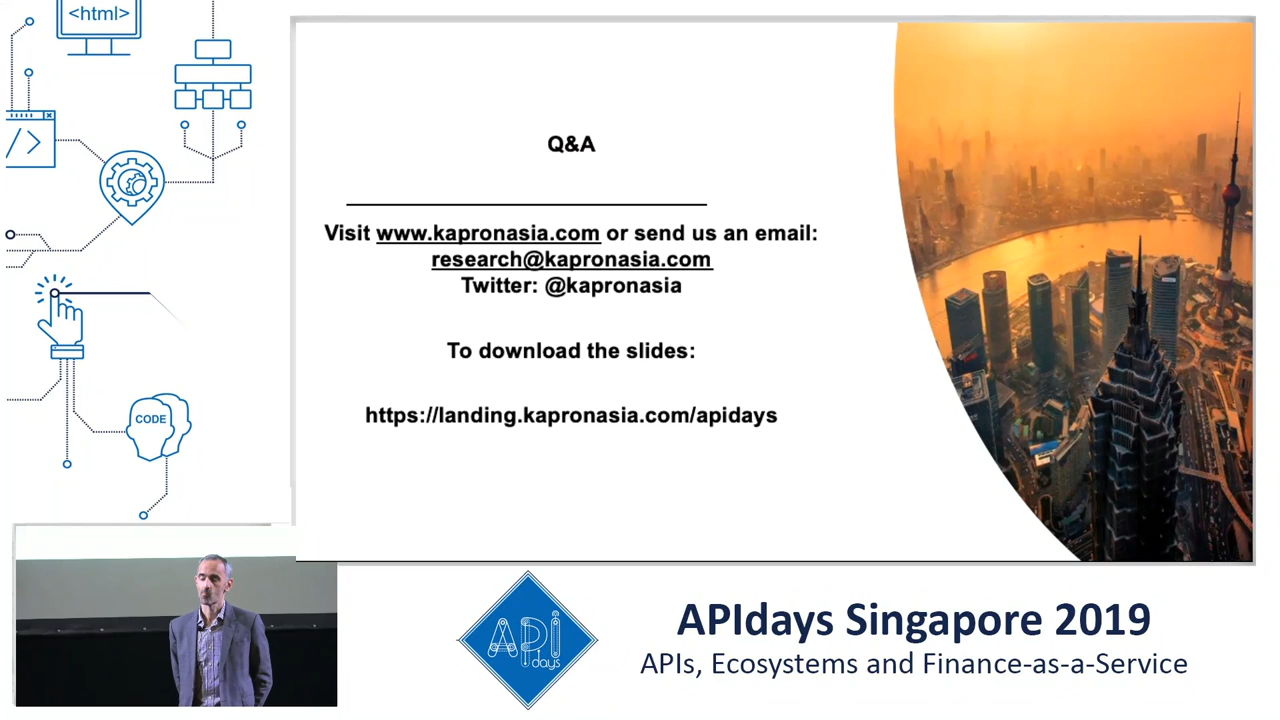 <html>
</>
CODE
Q&A
Visit www.kapronasia.com or send us an email:
research@kapronasia.com
Twitter: @kapronasia
To download the slides:
https://landing.kapronasia.com/apidays
API
days
APIdays Singapore 2019
APIs, Ecosystems and Finance-as-a-Service